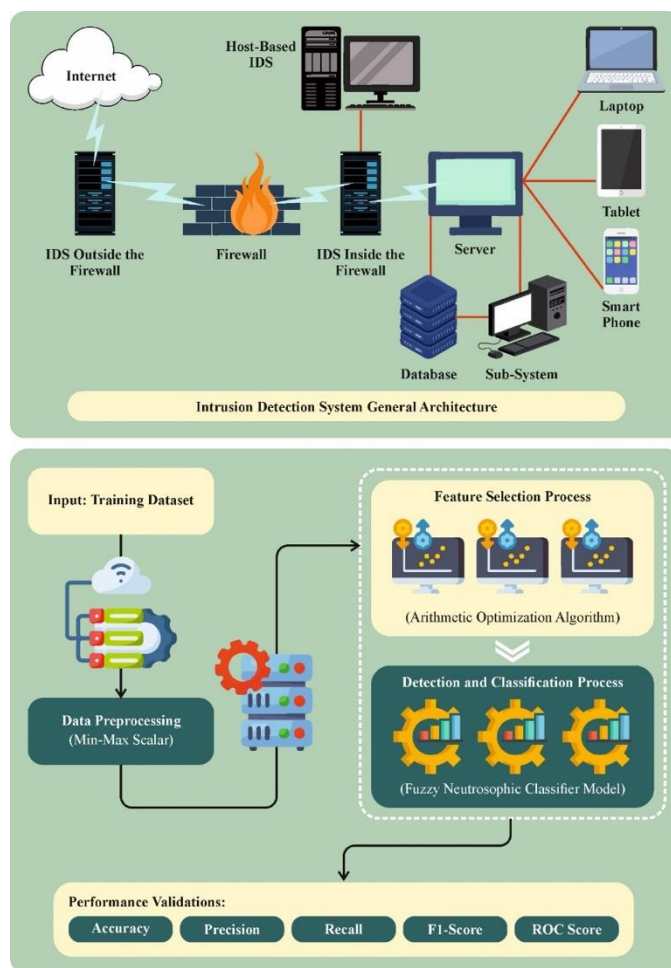 Internet
Host-Based
IDS
Laptop
IDS Outside the
Firewall
Firewall
IDS Inside the
Firewall
Server
Tablet
Smart
Phone
Database
Sub-System
Intrusion Detection System General Architecture
Input: Training Dataset
Feature Selection Process
(Arithmetic Optimization Algorithm)
Data Preprocessing
(Min-Max Scalar)
Detection and Classification Process
(Fuzzy Neutrosophic Classifier Model)
Performance Validations:
Accuracy
Precision
Recall
F1-Score
ROC Score